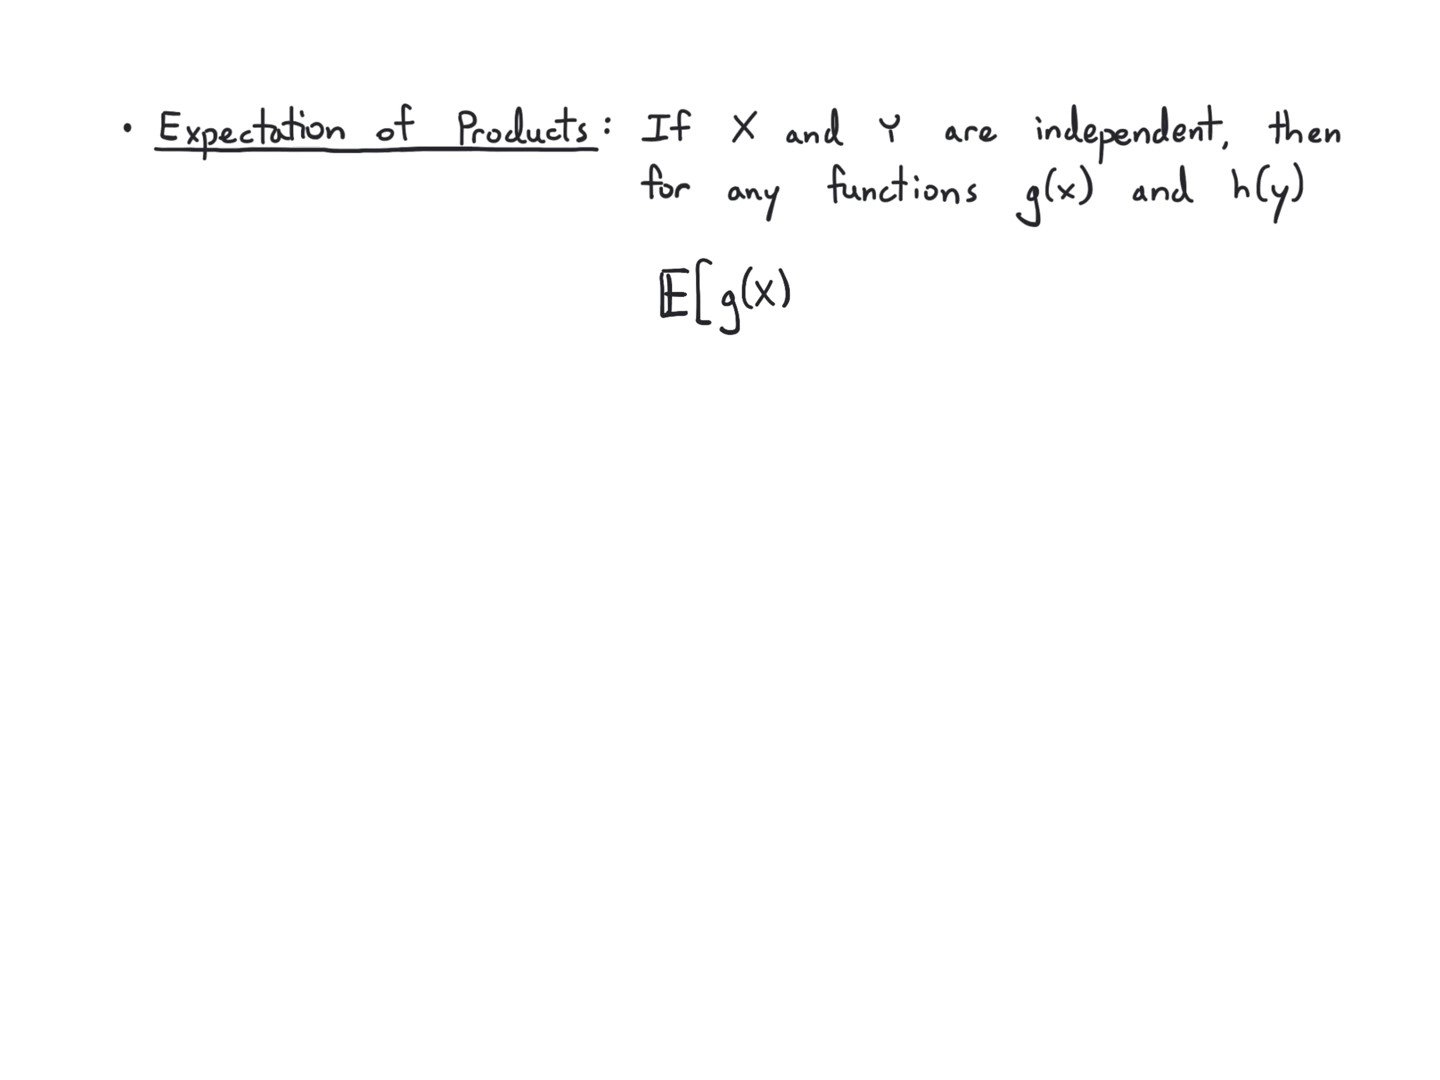 • Expectation of Products: If X and Y are independent, then
for any functions g(x) and h(y)
𝔼[g(x)